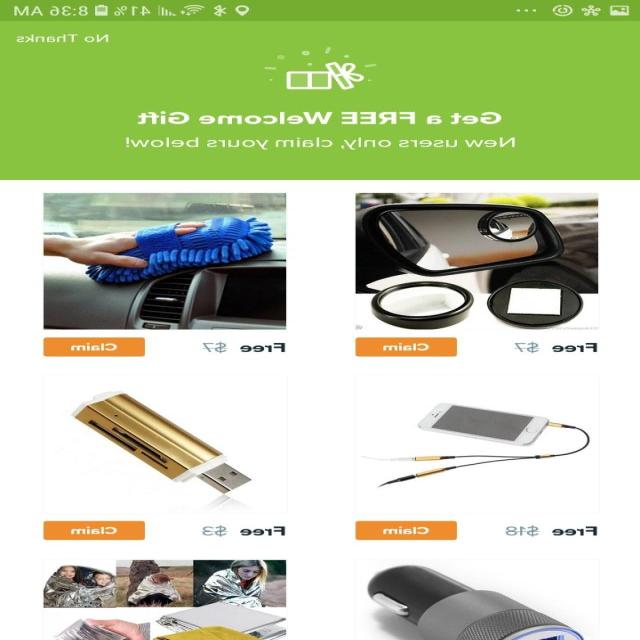 8:36 AM
41%
No Thanks
Get a FREE Welcome Gift
New users only, claim yours below!
Free $7 Claim
Free $7 Claim
Free $18 Claim
Free $3 Claim